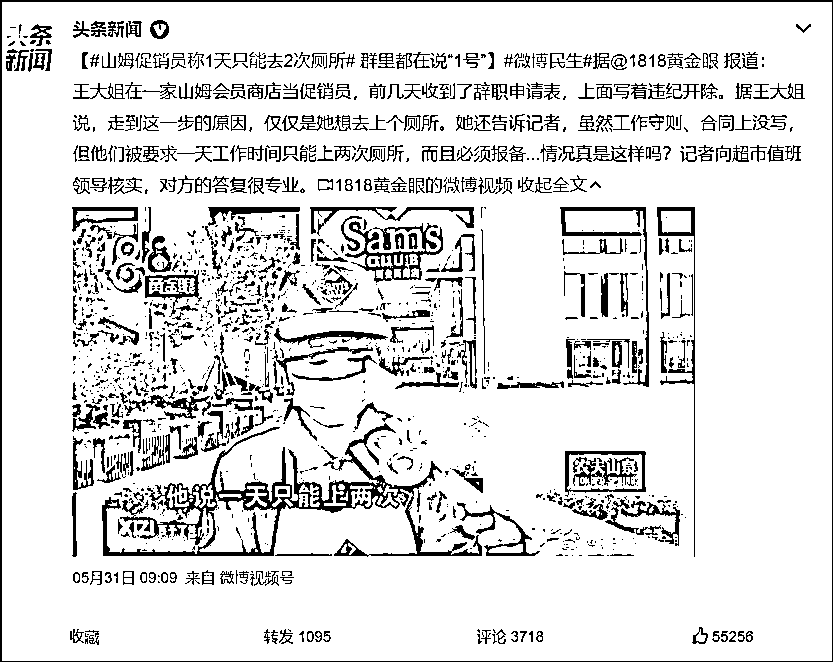 头条新闻
头条
新闻
【#山姆促销员称1天只能去2次厕所# 群里都在说“1号”】#微博民生#据@1818黄金眼 报道：
王大姐在一家山姆会员商店当促销员，前几天收到了辞职申请表，上面写着违纪开除。据王大姐
说，走到这一步的原因，仅仅是她想去上个厕所。她还告诉记者，虽然工作守则、合同上没写，
但他们被要求一天工作时间只能上两次厕所，而且必须报备...情况真是这样吗？记者向超市值班
领导核实，对方的答复很专业。1818黄金眼的微博视频 收起全文
Sam's
CLUB
黄金眼
农夫山泉
他说一天只能上两次
05月31日 09:09 来自 微博视频号
收藏 转发 1095 评论 3718 55256